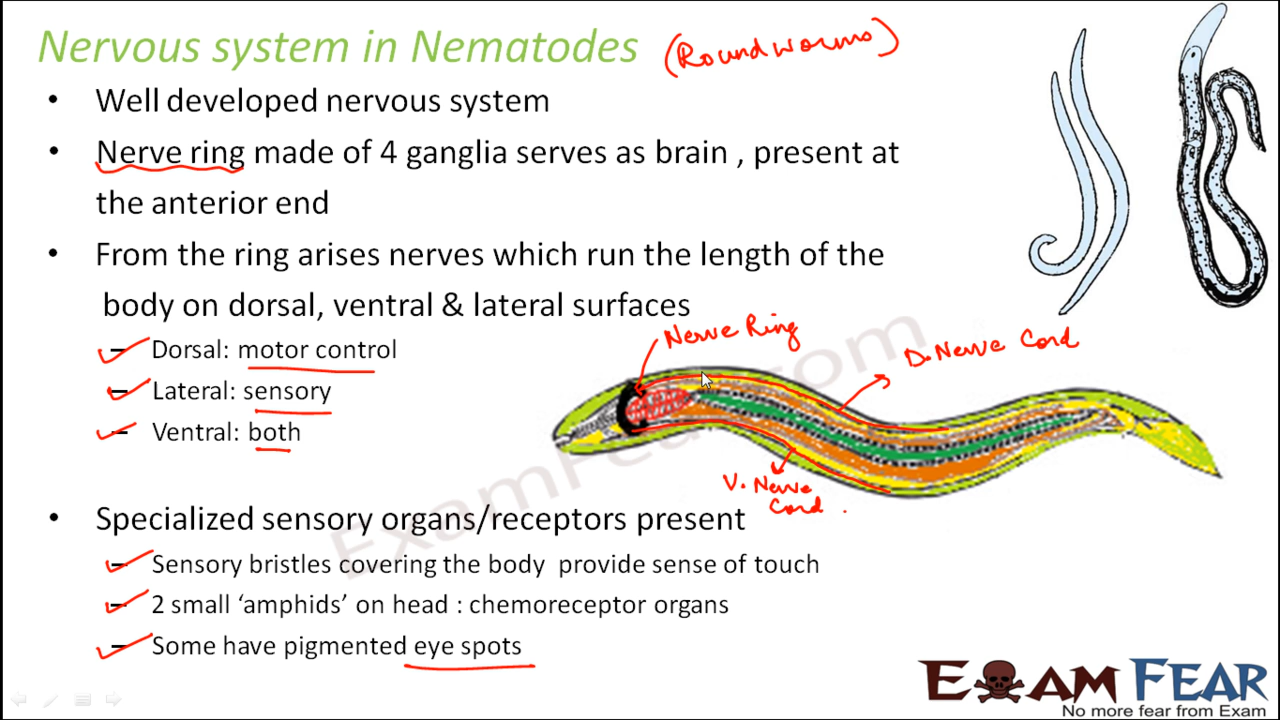 Nervous system in Nematodes (Roundworms)
• Well developed nervous system
• Nerve ring made of 4 ganglia serves as brain , present at
the anterior end
• From the ring arises nerves which run the length of the
body on dorsal, ventral & lateral surfaces
– Dorsal: motor control
– Lateral: sensory
– Ventral: both
Nerve Ring
D. Nerve Cord
V. Nerve
Cord .
• Specialized sensory organs/receptors present
– Sensory bristles covering the body provide sense of touch
– 2 small ‘amphids’ on head : chemoreceptor organs
– Some have pigmented eye spots
ExamFear.com
EXAM FEAR
No more fear from Exam